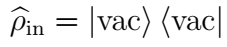 ρ̂_in = |vac⟩ ⟨vac|